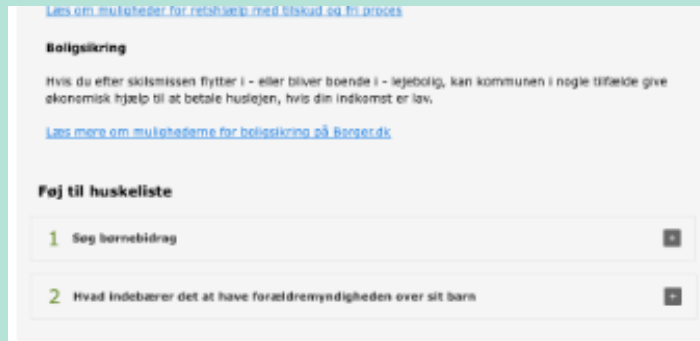 Læs om muligheder for retshjælp med tilskud og fri proces
Boligsikring
Hvis du efter skilsmissen flytter i - eller bliver boende i - lejebolig, kan kommunen i nogle tilfælde give
økonomisk hjælp til at betale huslejen, hvis din indkomst er lav.
Læs mere om mulighederne for boligsikring på Borger.dk
Føj til huskeliste
1 Søg børnebidrag
2 Hvad indebærer det at have forældremyndigheden over sit barn